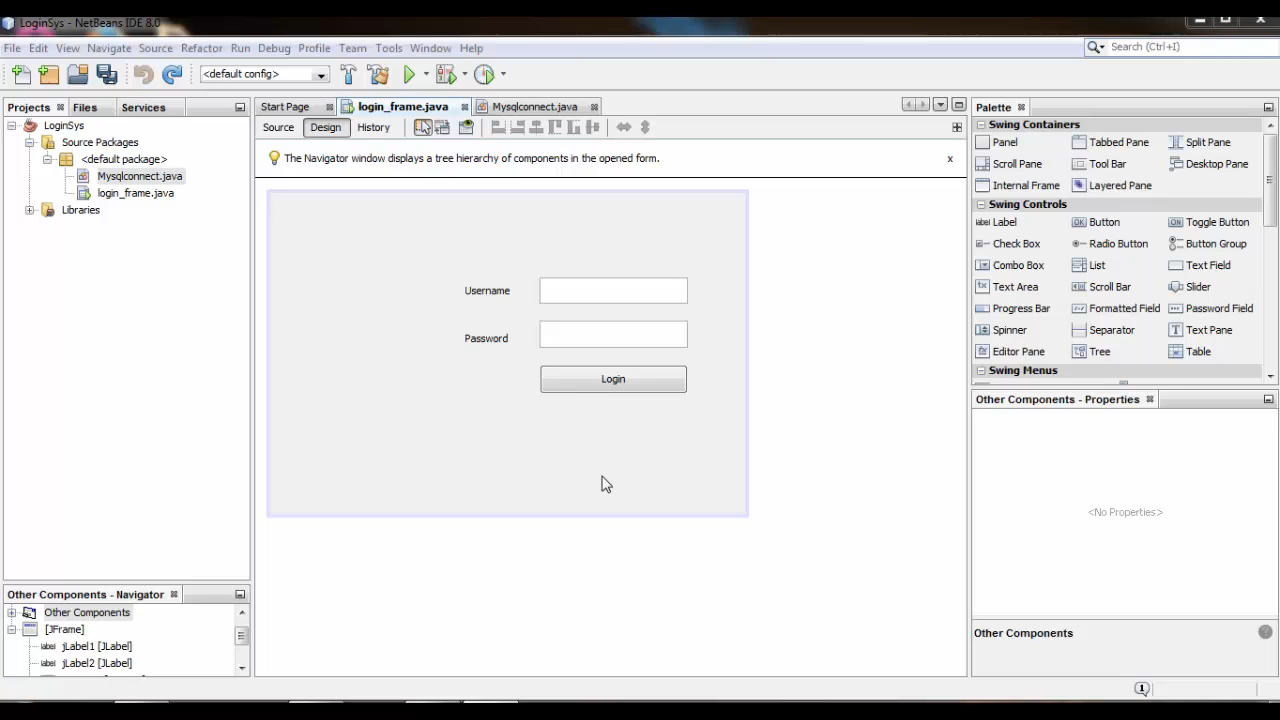 LoginSys - NetBeans IDE 8.0
File Edit View Navigate Source Refactor Run Debug Profile Team Tools Window Help
Search (Ctrl+I)
<default config>
Projects Files Services
Start Page login_frame.java Mysqlconnect.java
Palette
LoginSys
Source Packages
<default package>
Mysqlconnect.java
login_frame.java
Libraries
Source Design History
The Navigator window displays a tree hierarchy of components in the opened form.
x
Username
Password
Login
Swing Containers
Panel Tabbed Pane Split Pane
Scroll Pane Tool Bar Desktop Pane
Internal Frame Layered Pane
Swing Controls
label Label OK Button ON Toggle Button
Check Box Radio Button Button Group
Combo Box List Text Field
Text Area Scroll Bar Slider
Progress Bar Formatted Field Password Field
Spinner Separator T Text Pane
Editor Pane Tree Table
Swing Menus
Other Components - Properties
<No Properties>
Other Components
?
Other Components - Navigator
Other Components
[JFrame]
label jLabel1 [JLabel]
label jLabel2 [JLabel]
1